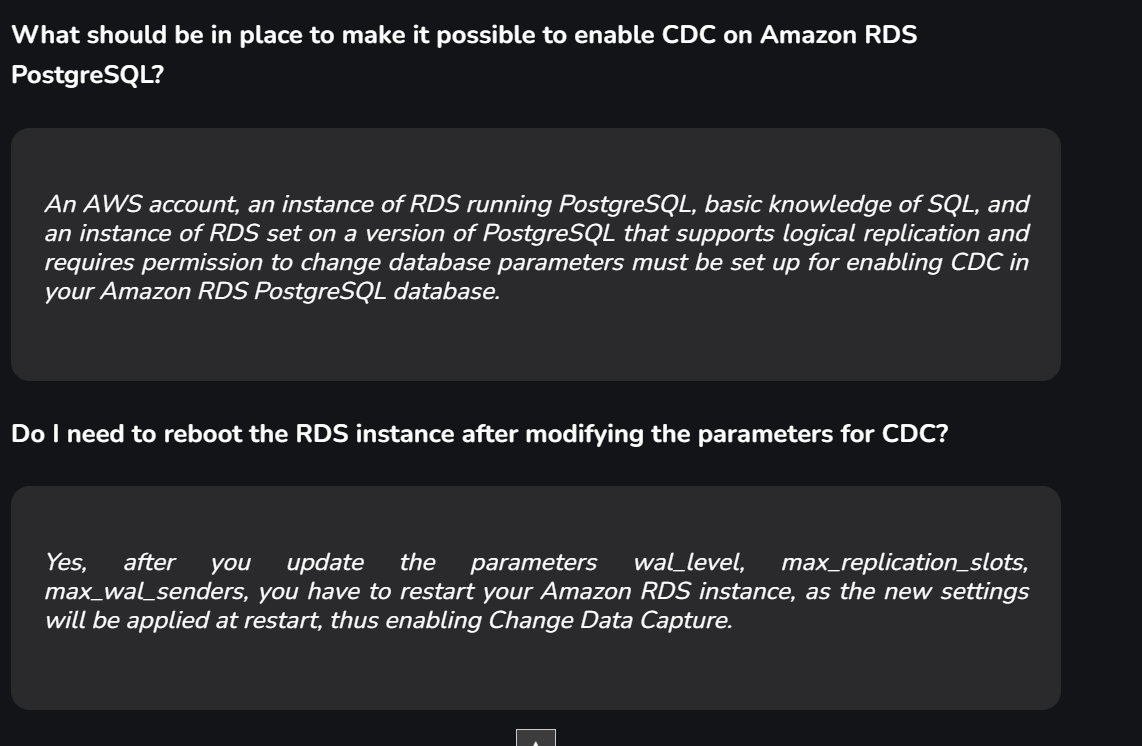 What should be in place to make it possible to enable CDC on Amazon RDS
PostgreSQL?
An AWS account, an instance of RDS running PostgreSQL, basic knowledge of SQL, and
an instance of RDS set on a version of PostgreSQL that supports logical replication and
requires permission to change database parameters must be set up for enabling CDC in
your Amazon RDS PostgreSQL database.
Do I need to reboot the RDS instance after modifying the parameters for CDC?
Yes, after you update the parameters wal_level, max_replication_slots,
max_wal_senders, you have to restart your Amazon RDS instance, as the new settings
will be applied at restart, thus enabling Change Data Capture.